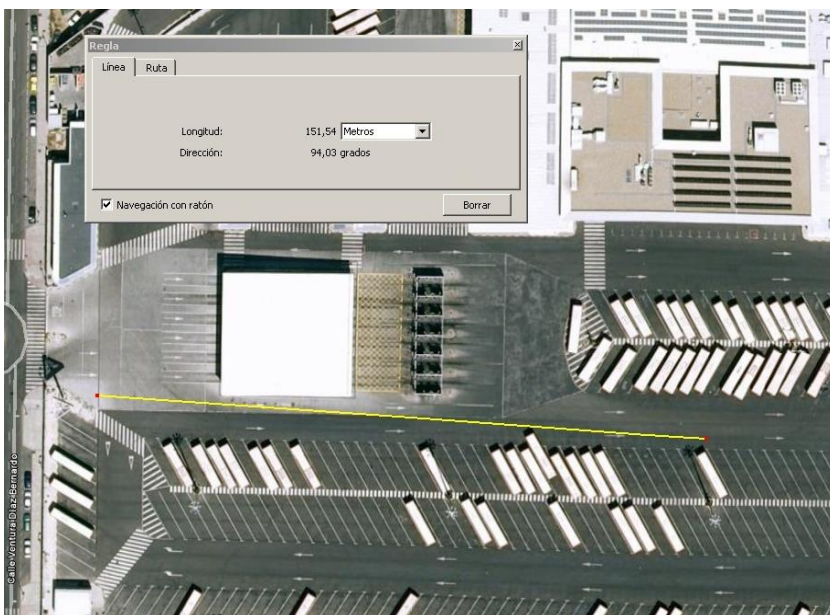 Regla
Línea Ruta
Longitud: 151,54 Metros
Dirección: 94,03 grados
Navegación con ratón Borrar
Calle Ventura Díaz Bernardo